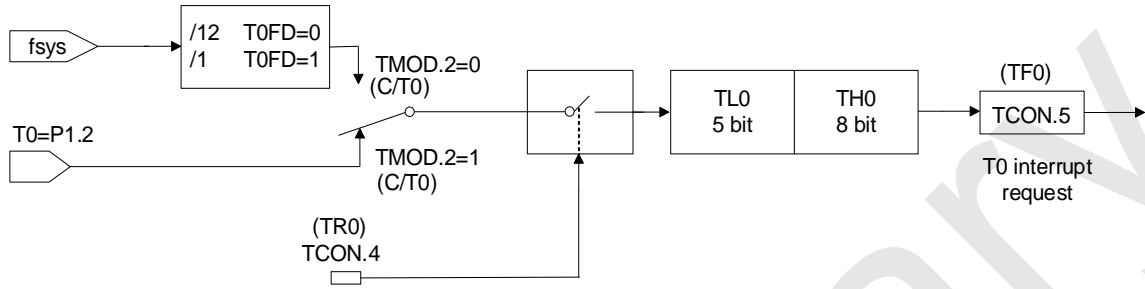 fsys
/12 T0FD=0
/1 T0FD=1
TMOD.2=0
(C/T0)
T0=P1.2
TMOD.2=1
(C/T0)
(TR0)
TCON.4
TL0
5 bit
TH0
8 bit
(TF0)
TCON.5
T0 interrupt
request